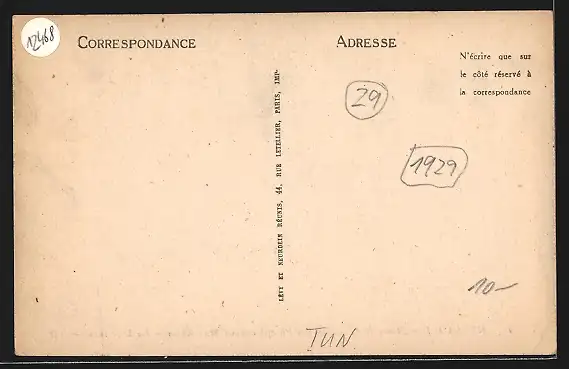 12468
CORRESPONDANCE
ADRESSE
N'écrire que sur
le côté réservé à
la correspondance
29
LÉVY ET NEURDEIN RÉUNIS, 44, RUE LETELLIER, PARIS, IMP.
1929
10-
TUN.